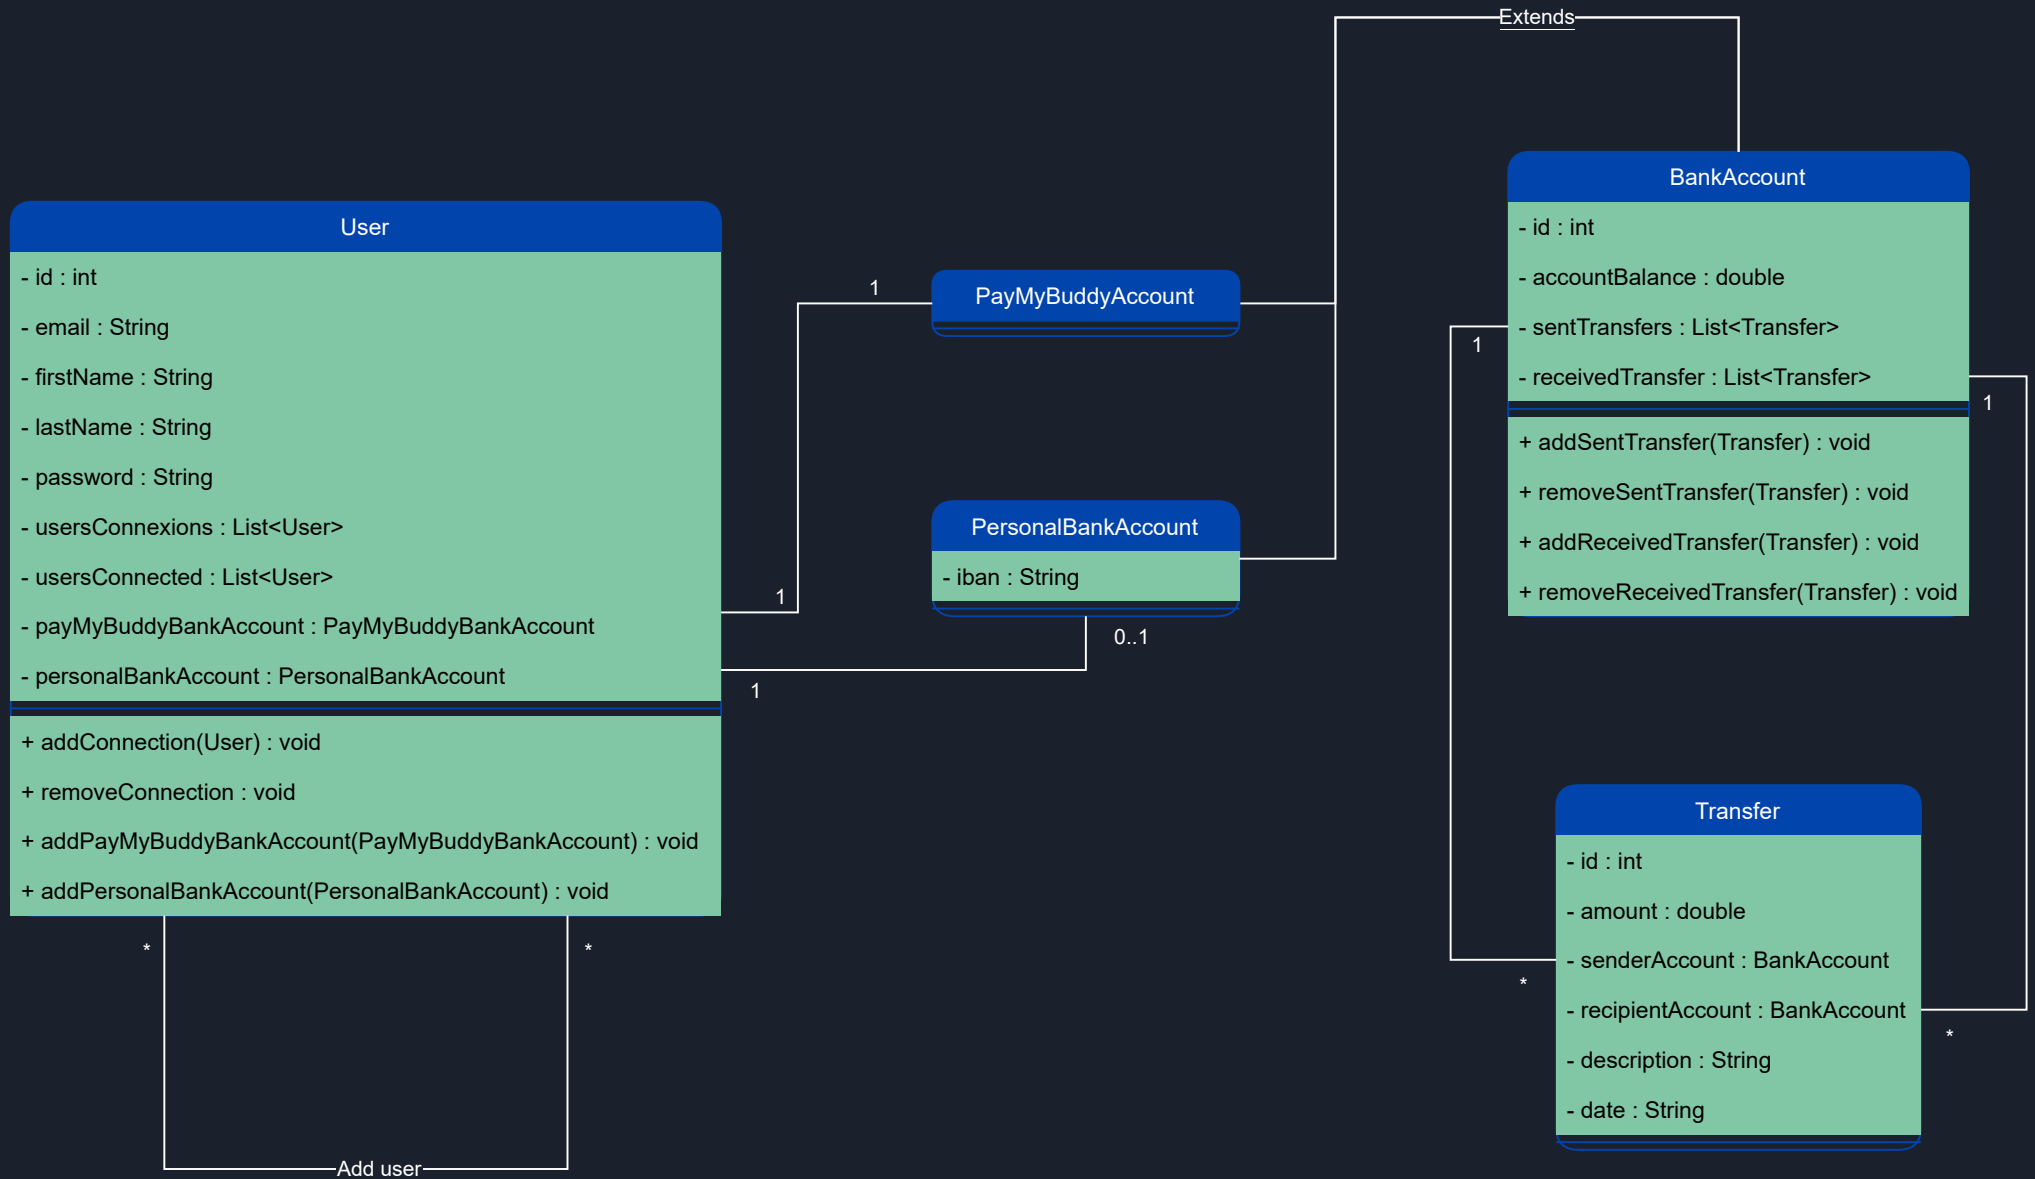 Extends
User
- id : int
- email : String
- firstName : String
- lastName : String
- password : String
- usersConnexions : List<User>
- usersConnected : List<User>
- payMyBuddyBankAccount : PayMyBuddyBankAccount
- personalBankAccount : PersonalBankAccount
+ addConnection(User) : void
+ removeConnection : void
+ addPayMyBuddyBankAccount(PayMyBuddyBankAccount) : void
+ addPersonalBankAccount(PersonalBankAccount) : void
*
*
Add user
1
1
1
PayMyBuddyAccount
PersonalBankAccount
- iban : String
0..1
BankAccount
- id : int
- accountBalance : double
- sentTransfers : List<Transfer>
- receivedTransfer : List<Transfer>
+ addSentTransfer(Transfer) : void
+ removeSentTransfer(Transfer) : void
+ addReceivedTransfer(Transfer) : void
+ removeReceivedTransfer(Transfer) : void
1
1
Transfer
- id : int
- amount : double
- senderAccount : BankAccount
- recipientAccount : BankAccount
- description : String
- date : String
*
*